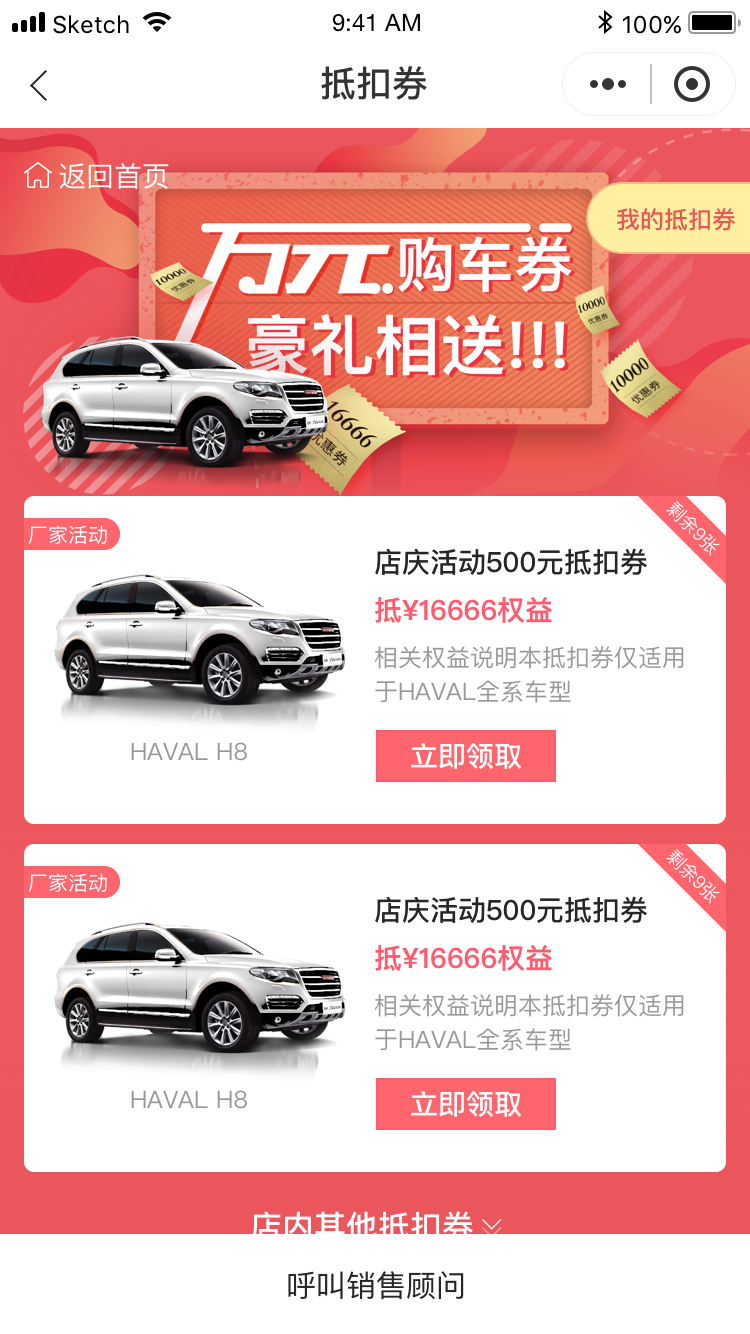 Sketch
9:41 AM
100%
抵扣券
返回首页
我的抵扣券
万元购车券
豪礼相送!!!
10000
优惠券
10000
优惠券
10000
优惠券
16666
优惠券
厂家活动
剩余9张
店庆活动500元抵扣券
抵¥16666权益
相关权益说明本抵扣券仅适用
于HAVAL全系车型
HAVAL H8
立即领取
厂家活动
剩余9张
店庆活动500元抵扣券
抵¥16666权益
相关权益说明本抵扣券仅适用
于HAVAL全系车型
HAVAL H8
立即领取
店内其他抵扣券
呼叫销售顾问